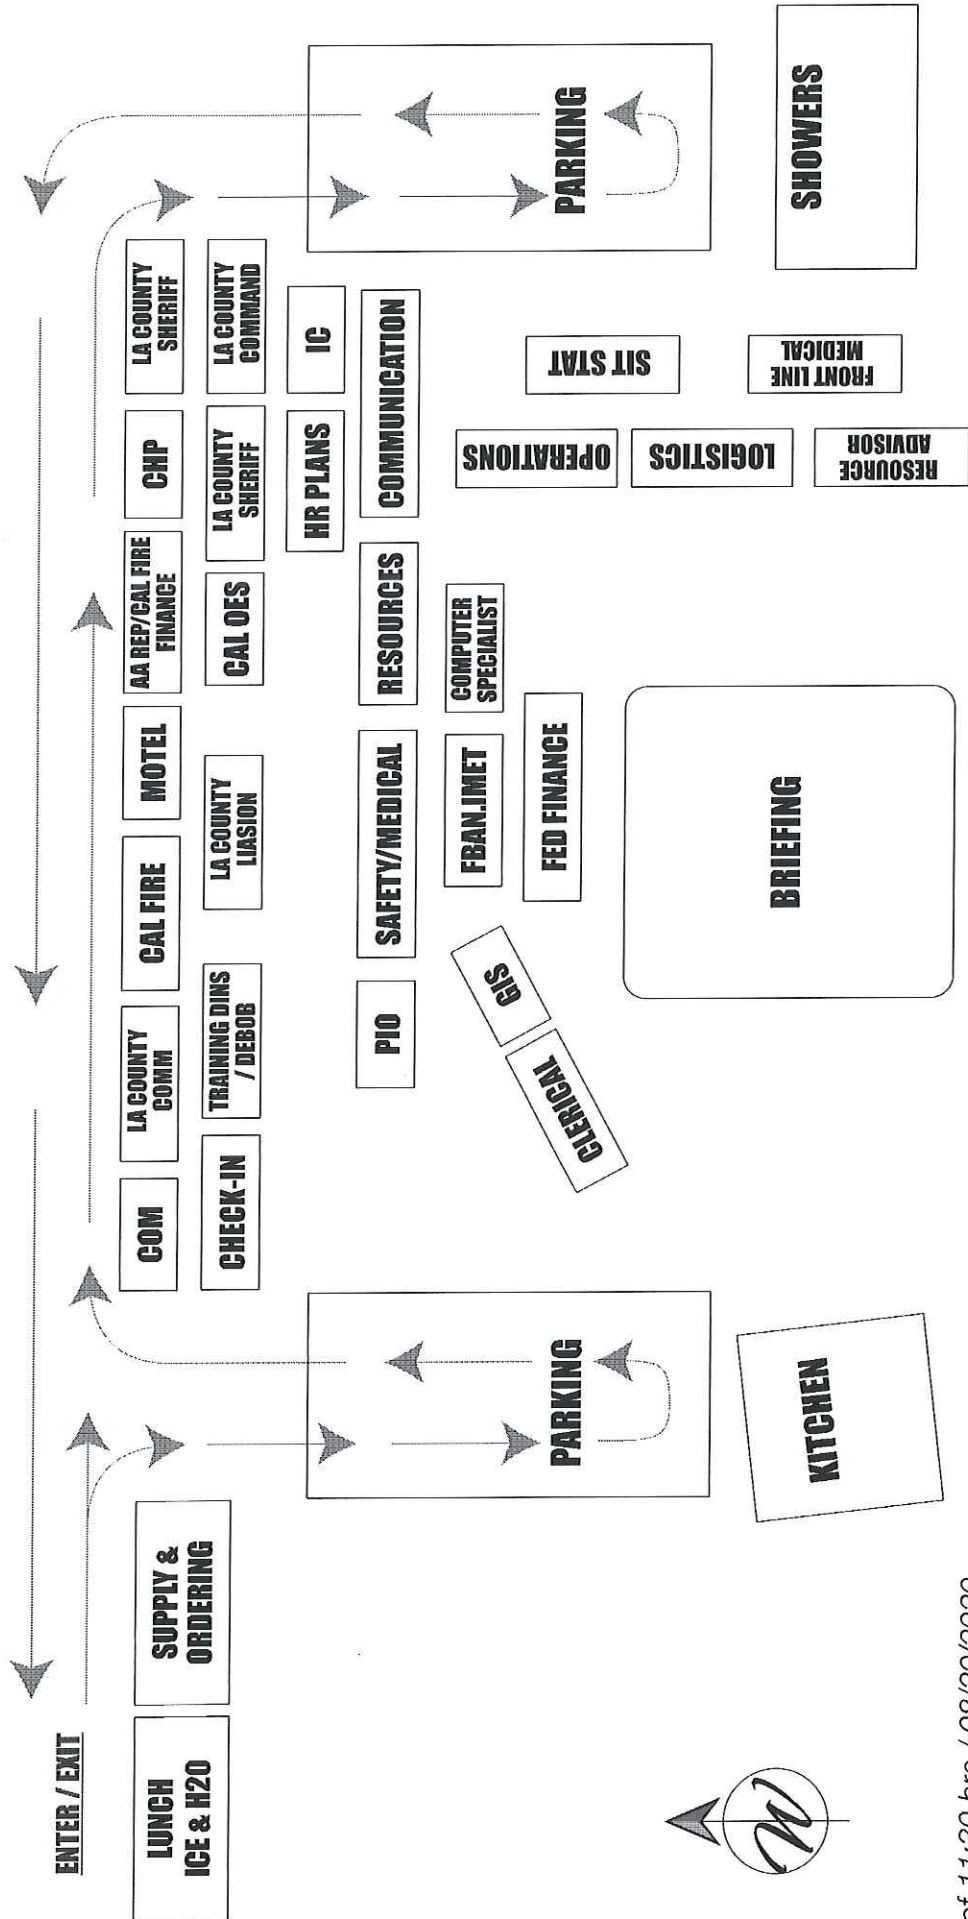 ENTER / EXIT
LUNCH
ICE & H20
SUPPLY &
ORDERING
COM
LA COUNTY
COMM
CAL FIRE
MOTEL
AA REP/CAL FIRE
FINANCE
CHP
LA COUNTY
SHERIFF
CHECK-IN
TRAINING DINS
/ DEBOB
LA COUNTY
LIASION
CAL OES
LA COUNTY
SHERIFF
LA COUNTY
COMMAND
HR PLANS
IC
PIO
SAFETY/MEDICAL
RESOURCES
COMMUNICATION
GIS
CLERICAL
FBAN.IMET
COMPUTER
SPECIALIST
FED FINANCE
OPERATIONS
LOGISTICS
RESOURCE
ADVISOR
SIT STAT
FRONT LINE
MEDICAL
PARKING
PARKING
BRIEFING
KITCHEN
SHOWERS
N